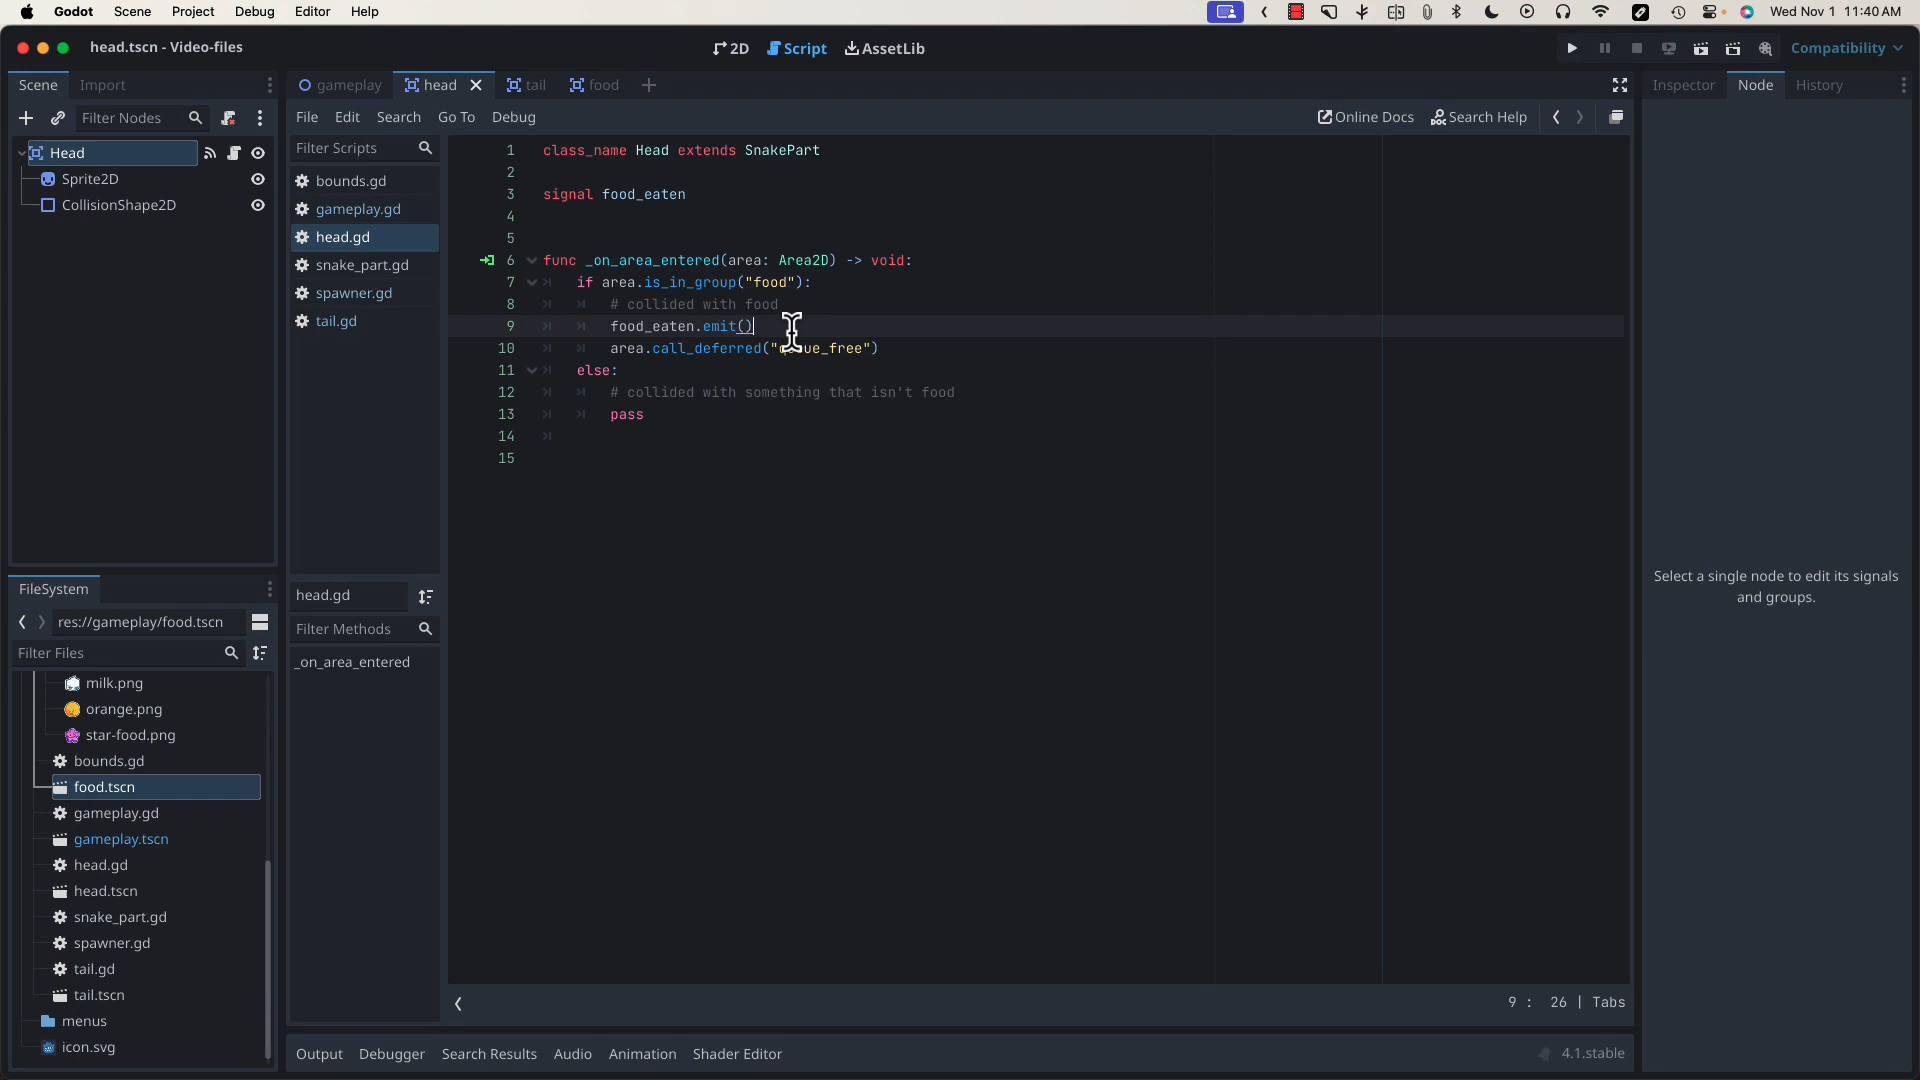 Godot Scene Project Debug Editor Help Wed Nov 1 11:40 AM
head.tscn - Video-files
2D Script AssetLib
Compatibility
Scene Import
gameplay head tail food
Inspector Node History
Filter Nodes
File Edit Search Go To Debug
Online Docs Search Help
Head
Sprite2D
CollisionShape2D
Filter Scripts
bounds.gd
gameplay.gd
head.gd
snake_part.gd
spawner.gd
tail.gd
head.gd
Filter Methods
_on_area_entered
1 class_name Head extends SnakePart
2
3 signal food_eaten
4
5
6 func _on_area_entered(area: Area2D) -> void:
7 if area.is_in_group("food"):
8 # collided with food
9 food_eaten.emit()
10 area.call_deferred("queue_free")
11 else:
12 # collided with something that isn't food
13 pass
14
15
9 : 26 | Tabs
Select a single node to edit its signals
and groups.
FileSystem
res://gameplay/food.tscn
Filter Files
milk.png
orange.png
star-food.png
bounds.gd
food.tscn
gameplay.gd
gameplay.tscn
head.gd
head.tscn
snake_part.gd
spawner.gd
tail.gd
tail.tscn
menus
icon.svg
Output Debugger Search Results Audio Animation Shader Editor
4.1.stable